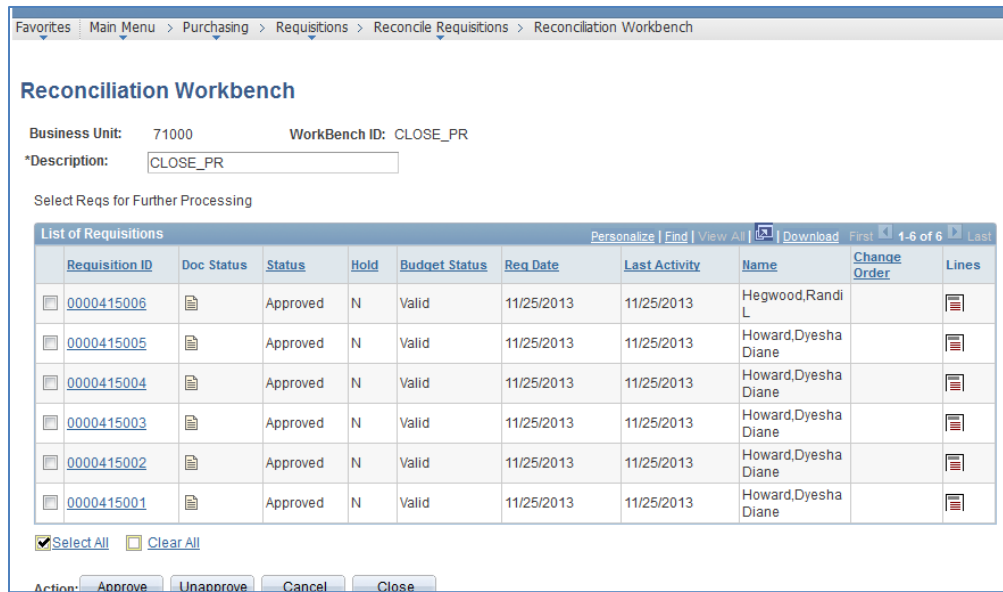 Favorites Main Menu > Purchasing > Requisitions > Reconcile Requisitions > Reconciliation Workbench
Reconciliation Workbench
Business Unit: 71000 WorkBench ID: CLOSE_PR
*Description: CLOSE_PR
Select Reqs for Further Processing
List of Requisitions Personalize | Find | View All | | Download First 1-6 of 6 Last
Requisition ID Doc Status Status Hold Budget Status Req Date Last Activity Name Change Order Lines
0000415006 Approved N Valid 11/25/2013 11/25/2013 Hegwood,Randi L
0000415005 Approved N Valid 11/25/2013 11/25/2013 Howard,Dyesha Diane
0000415004 Approved N Valid 11/25/2013 11/25/2013 Howard,Dyesha Diane
0000415003 Approved N Valid 11/25/2013 11/25/2013 Howard,Dyesha Diane
0000415002 Approved N Valid 11/25/2013 11/25/2013 Howard,Dyesha Diane
0000415001 Approved N Valid 11/25/2013 11/25/2013 Howard,Dyesha Diane
Select All Clear All
Action: Approve Unapprove Cancel Close